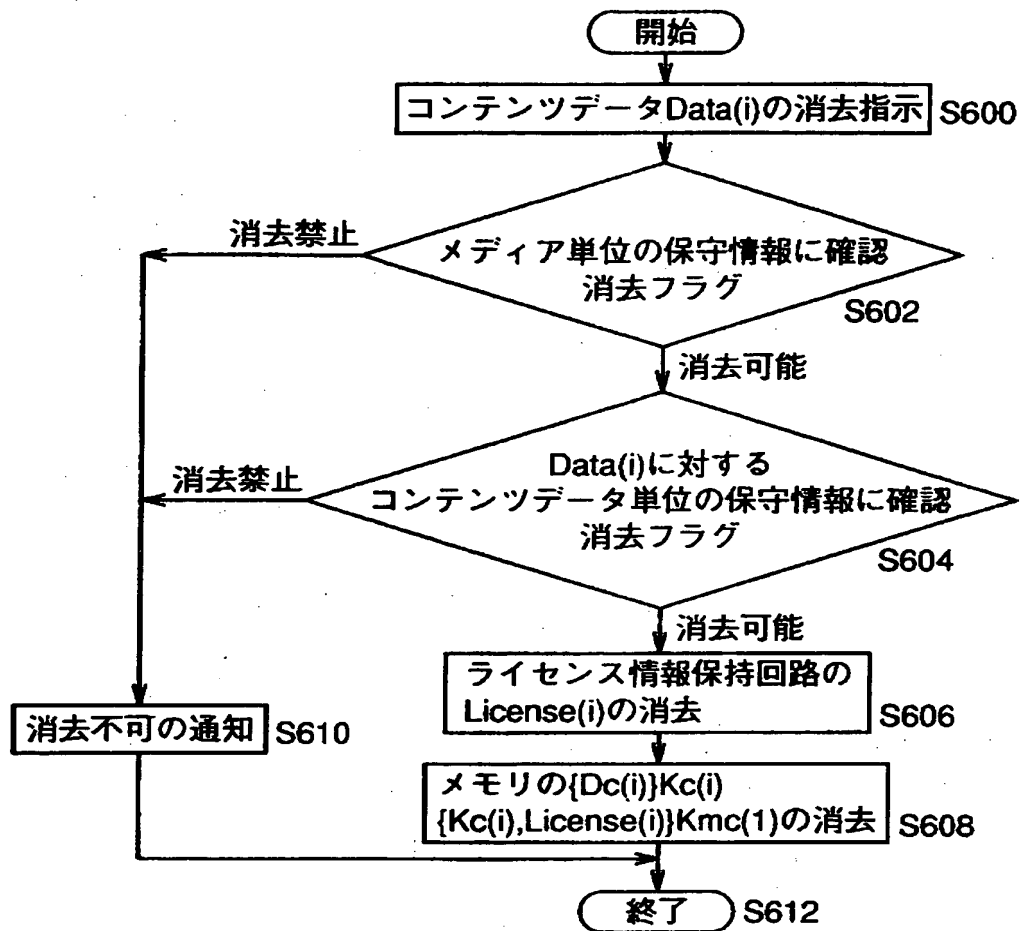 開始
コンテンツデータData(i)の消去指示
S600
消去禁止
メディア単位の保守情報に確認
消去フラグ
S602
消去可能
消去禁止
Data(i)に対する
コンテンツデータ単位の保守情報に確認
消去フラグ
S604
消去可能
ライセンス情報保持回路の
License(i)の消去
S606
消去不可の通知
S610
メモリの{Dc(i)}Kc(i)
{Kc(i),License(i)}Kmc(1)の消去
S608
終了
S612